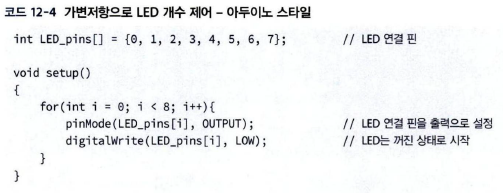 코드 12-4 가변저항으로 LED 개수 제어 – 아두이노 스타일
int LED_pins[] = {0, 1, 2, 3, 4, 5, 6, 7}; // LED 연결 핀
void setup()
{
for(int i = 0; i < 8; i++){
pinMode(LED_pins[i], OUTPUT); // LED 연결 핀을 출력으로 설정
digitalWrite(LED_pins[i], LOW); // LED는 꺼진 상태로 시작
}
}